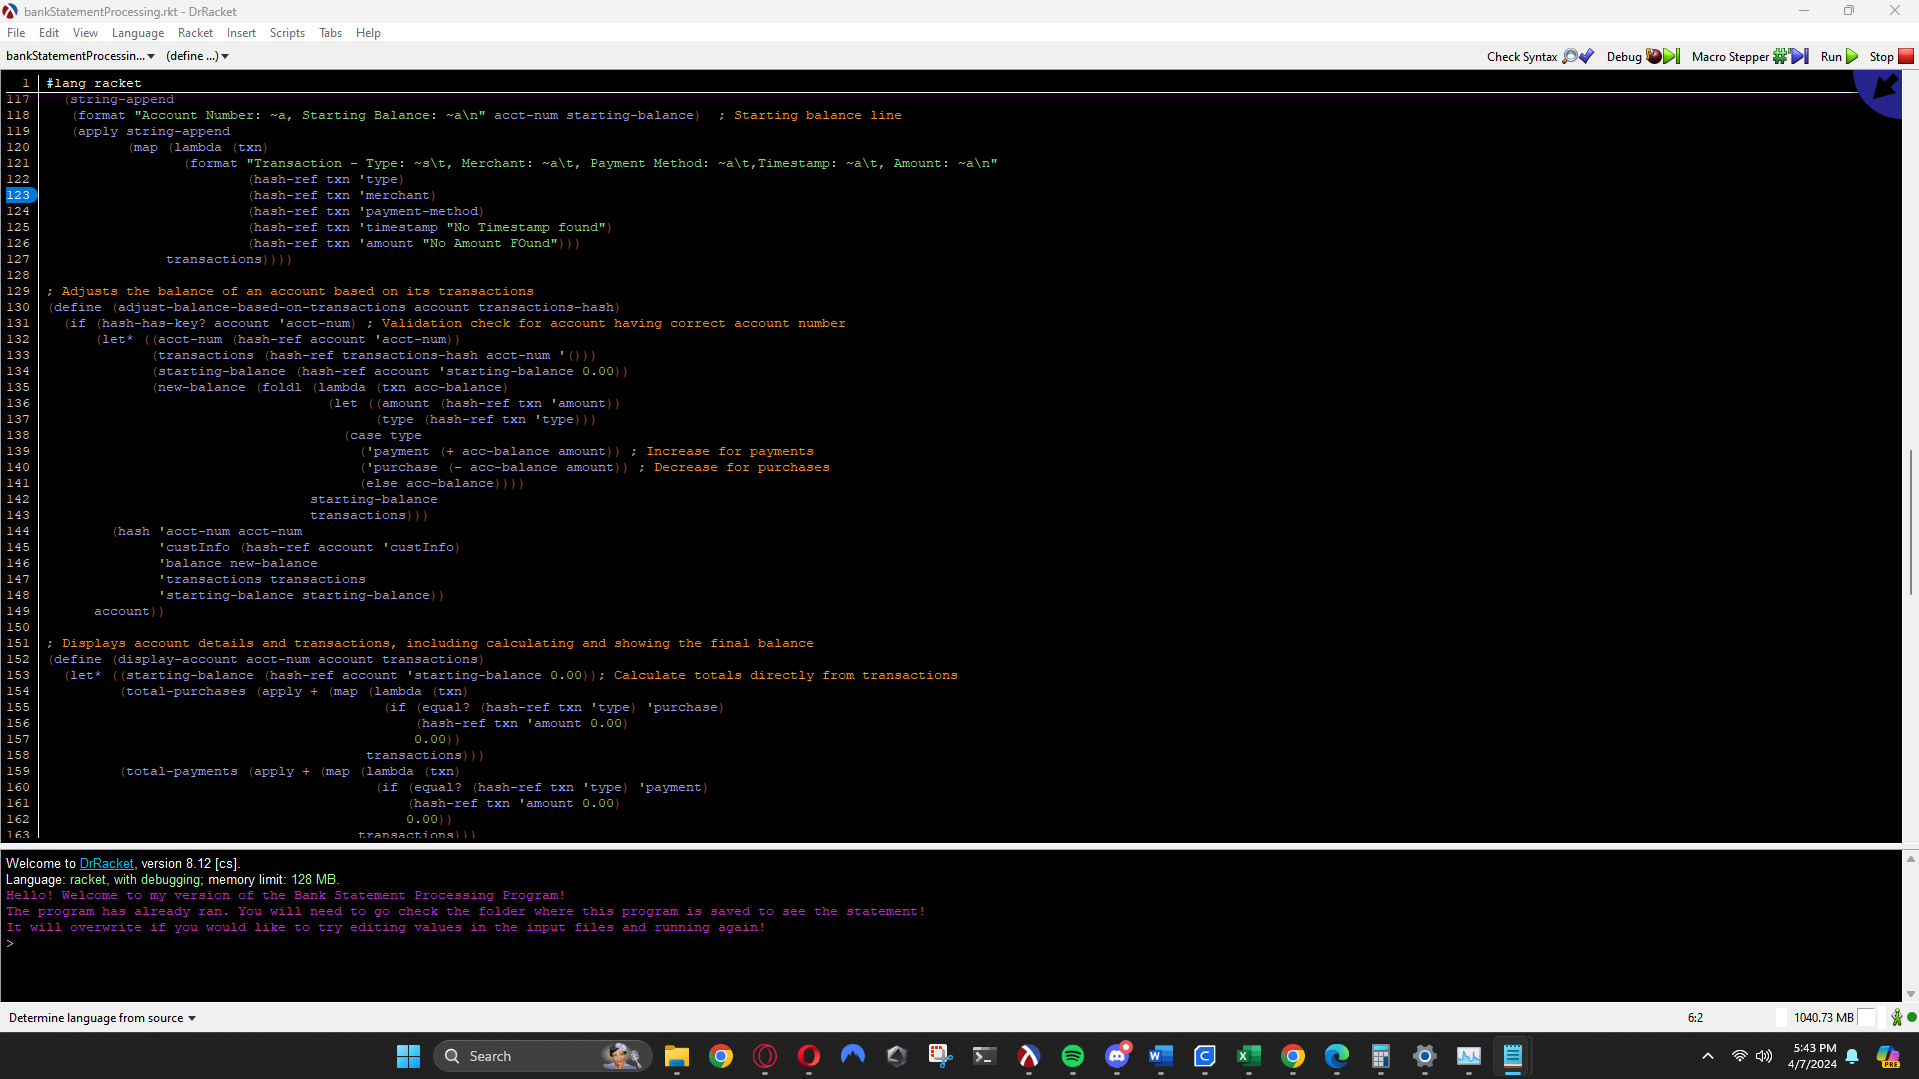 bankStatementProcessing.rkt - DrRacket
File Edit View Language Racket Insert Scripts Tabs Help
bankStatementProcessin... (define ...) Check Syntax Debug Macro Stepper Run Stop
1 #lang racket
117 (string-append
118 (format "Account Number: ~a, Starting Balance: ~a\n" acct-num starting-balance) ; Starting balance line
119 (apply string-append
120 (map (lambda (txn)
121 (format "Transaction - Type: ~s\t, Merchant: ~a\t, Payment Method: ~a\t,Timestamp: ~a\t, Amount: ~a\n"
122 (hash-ref txn 'type)
123 (hash-ref txn 'merchant)
124 (hash-ref txn 'payment-method)
125 (hash-ref txn 'timestamp "No Timestamp found")
126 (hash-ref txn 'amount "No Amount FOund")))
127 transactions))))
128
129 ; Adjusts the balance of an account based on its transactions
130 (define (adjust-balance-based-on-transactions account transactions-hash)
131 (if (hash-has-key? account 'acct-num) ; Validation check for account having correct account number
132 (let* ((acct-num (hash-ref account 'acct-num))
133 (transactions (hash-ref transactions-hash acct-num '()))
134 (starting-balance (hash-ref account 'starting-balance 0.00))
135 (new-balance (foldl (lambda (txn acc-balance)
136 (let ((amount (hash-ref txn 'amount))
137 (type (hash-ref txn 'type)))
138 (case type
139 ('payment (+ acc-balance amount)) ; Increase for payments
140 ('purchase (- acc-balance amount)) ; Decrease for purchases
141 (else acc-balance))))
142 starting-balance
143 transactions)))
144 (hash 'acct-num acct-num
145 'custInfo (hash-ref account 'custInfo)
146 'balance new-balance
147 'transactions transactions
148 'starting-balance starting-balance))
149 account))
150
151 ; Displays account details and transactions, including calculating and showing the final balance
152 (define (display-account acct-num account transactions)
153 (let* ((starting-balance (hash-ref account 'starting-balance 0.00)); Calculate totals directly from transactions
154 (total-purchases (apply + (map (lambda (txn)
155 (if (equal? (hash-ref txn 'type) 'purchase)
156 (hash-ref txn 'amount 0.00)
157 0.00))
158 transactions)))
159 (total-payments (apply + (map (lambda (txn)
160 (if (equal? (hash-ref txn 'type) 'payment)
161 (hash-ref txn 'amount 0.00)
162 0.00))
163 transactions)))
Welcome to DrRacket, version 8.12 [cs].
Language: racket, with debugging; memory limit: 128 MB.
Hello! Welcome to my version of the Bank Statement Processing Program!
The program has already ran. You will need to go check the folder where this program is saved to see the statement!
It will overwrite if you would like to try editing values in the input files and running again!
>
Determine language from source 6:2 1040.73 MB
Search 5:43 PM
4/7/2024